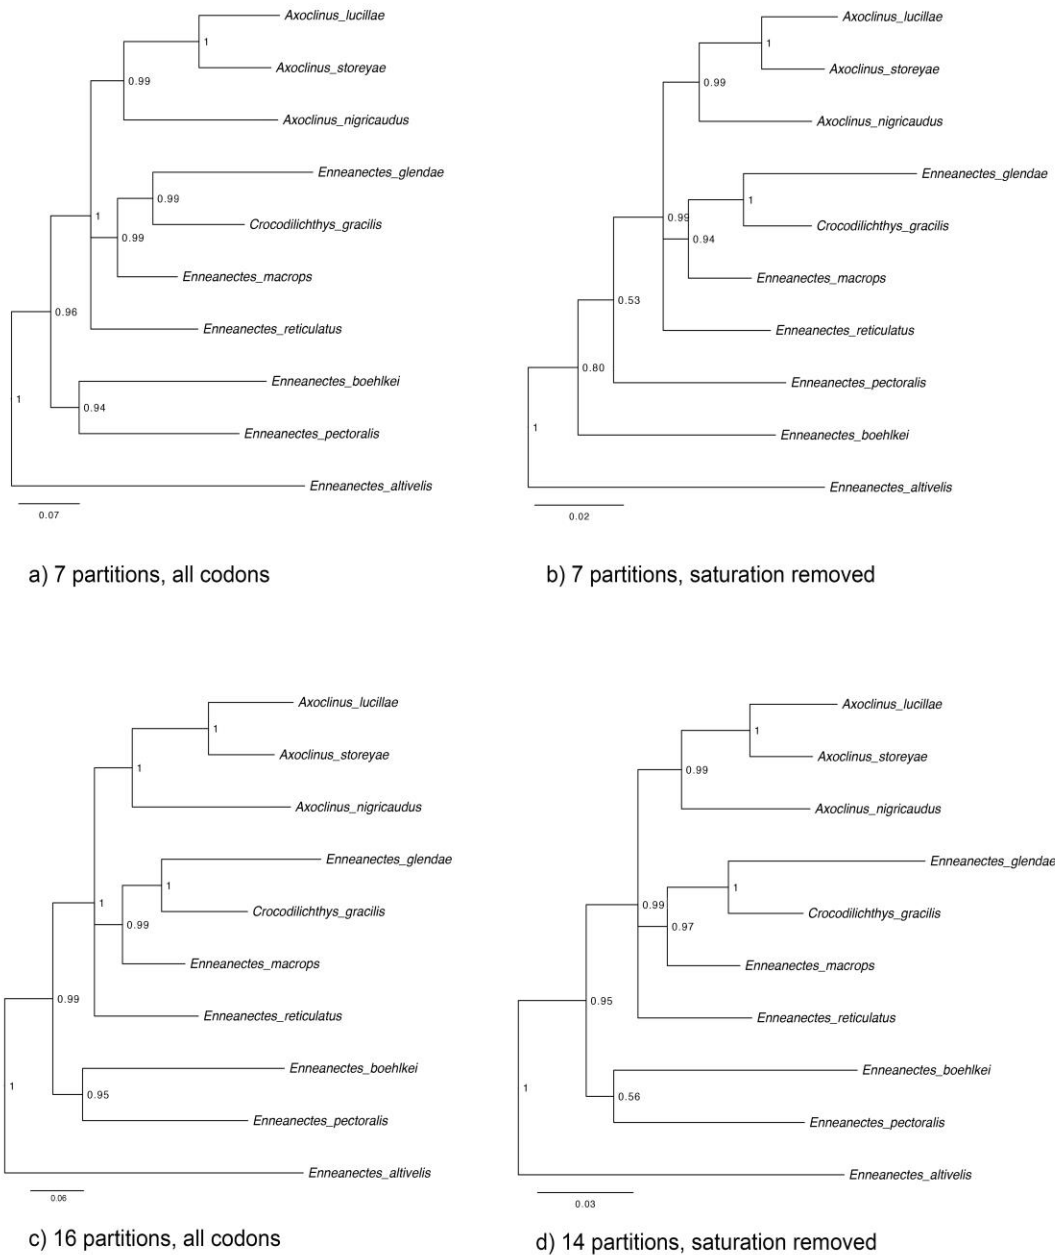 Axoclinus_lucillae
1
Axoclinus_storeyae
0.99
Axoclinus_nigricaudus
Enneanectes_glendae
0.99
1
Crocodilichthys_gracilis
0.99
Enneanectes_macrops
0.96
Enneanectes_reticulatus
Enneanectes_boehlkei
1
0.94
Enneanectes_pectoralis
Enneanectes_altivelis
0.07
a) 7 partitions, all codons
Axoclinus_lucillae
1
Axoclinus_storeyae
0.99
Axoclinus_nigricaudus
Enneanectes_glendae
1
0.99
Crocodilichthys_gracilis
0.94
Enneanectes_macrops
0.53
Enneanectes_reticulatus
0.80
Enneanectes_pectoralis
1
Enneanectes_boehlkei
Enneanectes_altivelis
0.02
b) 7 partitions, saturation removed
Axoclinus_lucillae
1
Axoclinus_storeyae
1
Axoclinus_nigricaudus
Enneanectes_glendae
1
1
Crocodilichthys_gracilis
0.99
Enneanectes_macrops
0.99
Enneanectes_reticulatus
Enneanectes_boehlkei
1
0.95
Enneanectes_pectoralis
Enneanectes_altivelis
0.06
c) 16 partitions, all codons
Axoclinus_lucillae
1
Axoclinus_storeyae
0.99
Axoclinus_nigricaudus
Enneanectes_glendae
1
0.99
Crocodilichthys_gracilis
0.97
Enneanectes_macrops
0.95
Enneanectes_reticulatus
Enneanectes_boehlkei
1
0.56
Enneanectes_pectoralis
Enneanectes_altivelis
0.03
d) 14 partitions, saturation removed